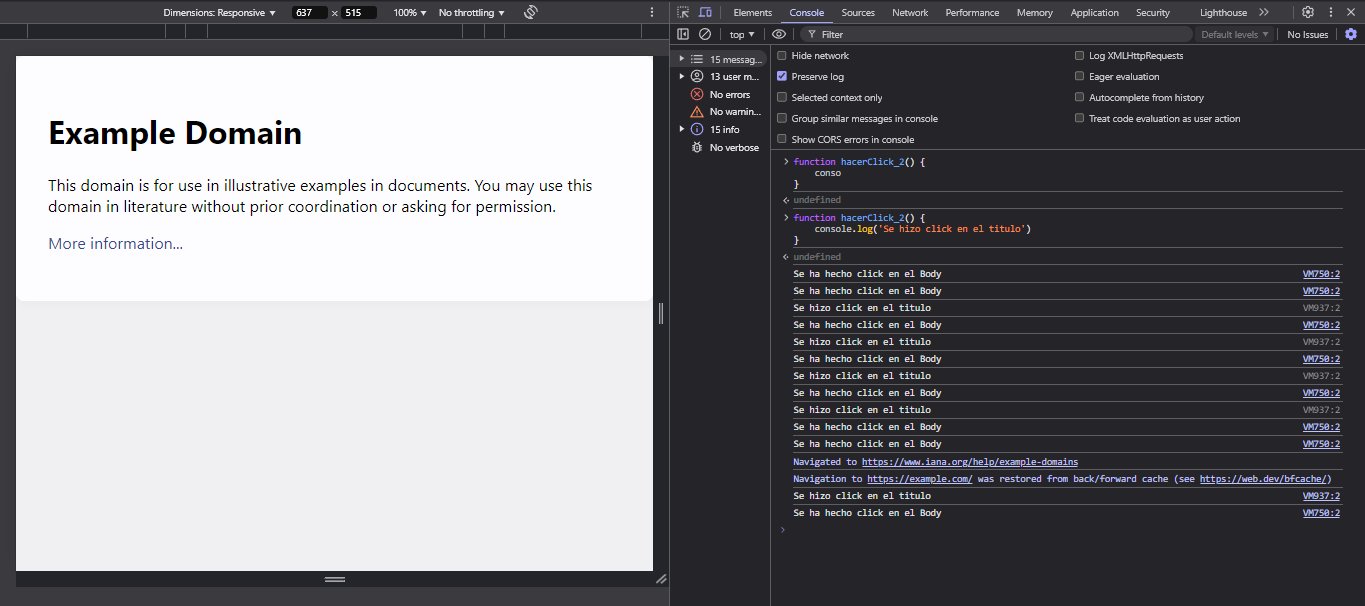 Dimensions: Responsive 637 x 515 100% No throttling
Elements Console Sources Network Performance Memory Application Security Lighthouse
top Filter Default levels No Issues
15 messag...
13 user m...
No errors
No warnin...
15 info
No verbose
Hide network
Log XMLHttpRequests
Preserve log
Eager evaluation
Selected context only
Autocomplete from history
Group similar messages in console
Treat code evaluation as user action
Show CORS errors in console
Example Domain
This domain is for use in illustrative examples in documents. You may use this
domain in literature without prior coordination or asking for permission.
More information...
function hacerClick_2() {
conso
}
undefined
function hacerClick_2() {
console.log('Se hizo click en el titulo')
}
undefined
Se ha hecho click en el Body VM750:2
Se ha hecho click en el Body VM750:2
Se hizo click en el titulo VM937:2
Se ha hecho click en el Body VM750:2
Se hizo click en el titulo VM937:2
Se ha hecho click en el Body VM750:2
Se hizo click en el titulo VM937:2
Se ha hecho click en el Body VM750:2
Se hizo click en el titulo VM937:2
Se ha hecho click en el Body VM750:2
Se ha hecho click en el Body VM750:2
Navigated to https://www.iana.org/help/example-domains
Navigation to https://example.com/ was restored from back/forward cache (see https://web.dev/bfcache/)
Se hizo click en el titulo VM937:2
Se ha hecho click en el Body VM750:2